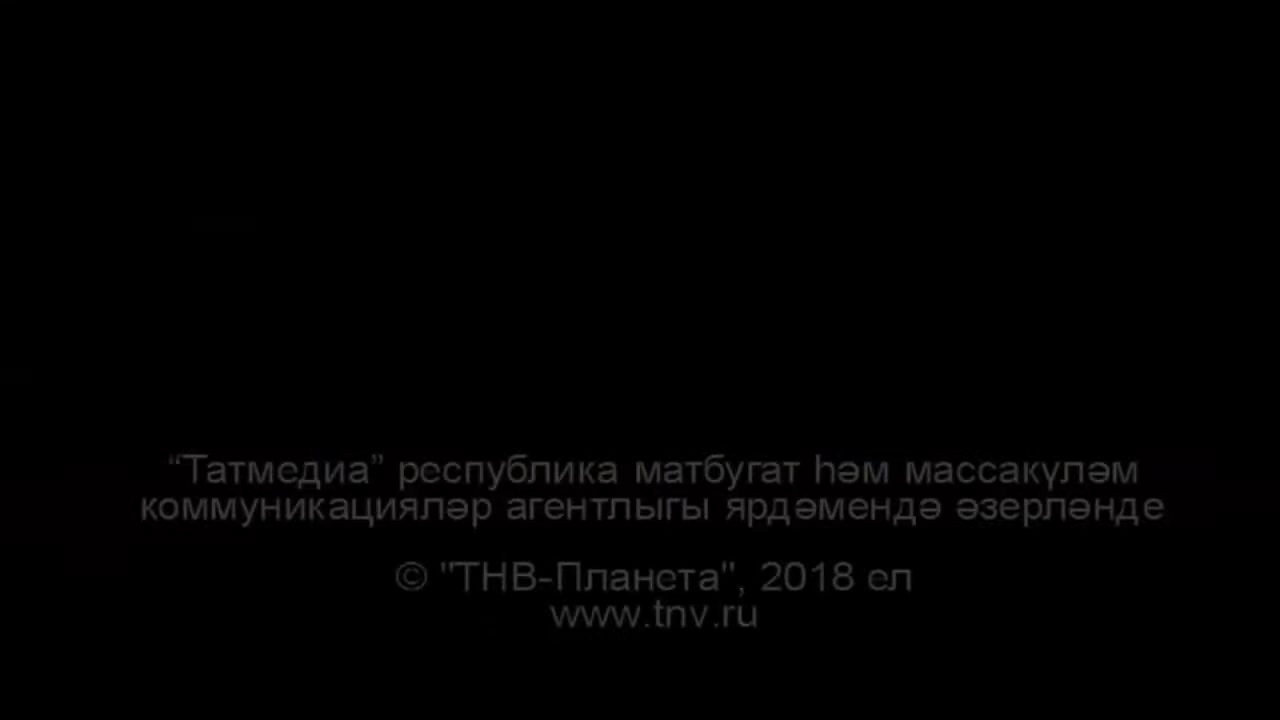 “Татмедиа” республика матбугат һәм массакүләм
коммуникацияләр агентлыгы ярдәмендә әзерләнде
© "ТНВ-Планета", 2018 ел
www.tnv.ru